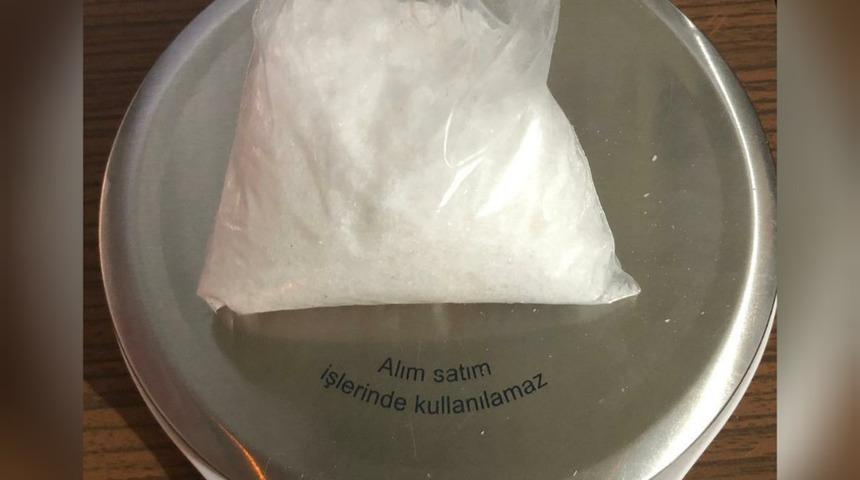 Alım satım
işlerinde kullanılamaz